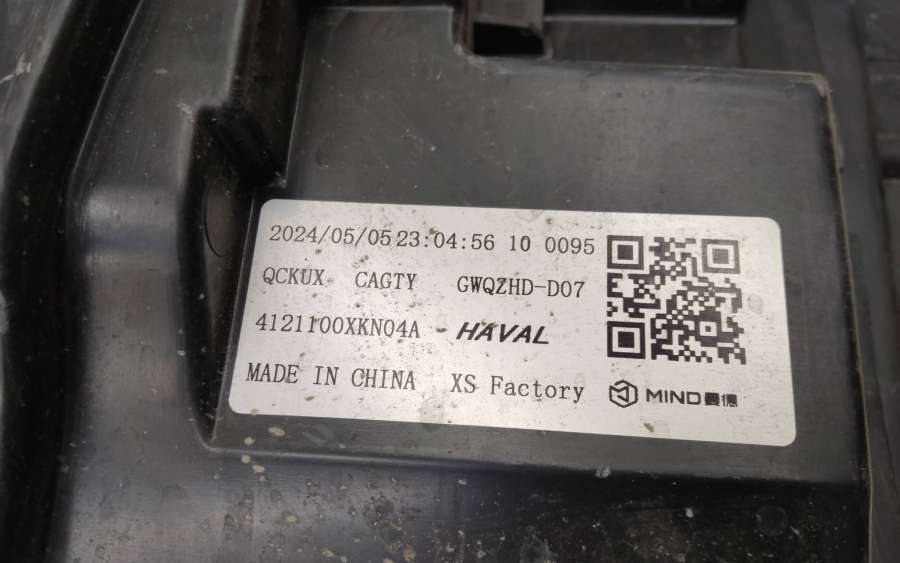 2024/05/05 23:04:56 10 0095
QCKUX CAGTY GWQZHD-D07
4121100XKN04A HAVAL
MADE IN CHINA XS Factory MIND曼德